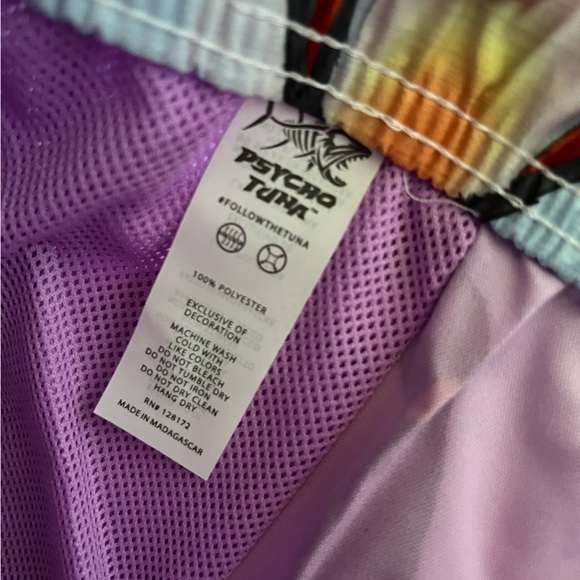 PSYCHO
TUNA™
#FOLLOWTHETUNA
100% POLYESTER
EXCLUSIVE OF
DECORATION
MACHINE WASH
COLD WITH
LIKE COLORS
DO NOT BLEACH
DO NOT TUMBLE DRY
DO NOT IRON
DO NOT DRY CLEAN
HANG DRY
RN# 128172
MADE IN MADAGASCAR